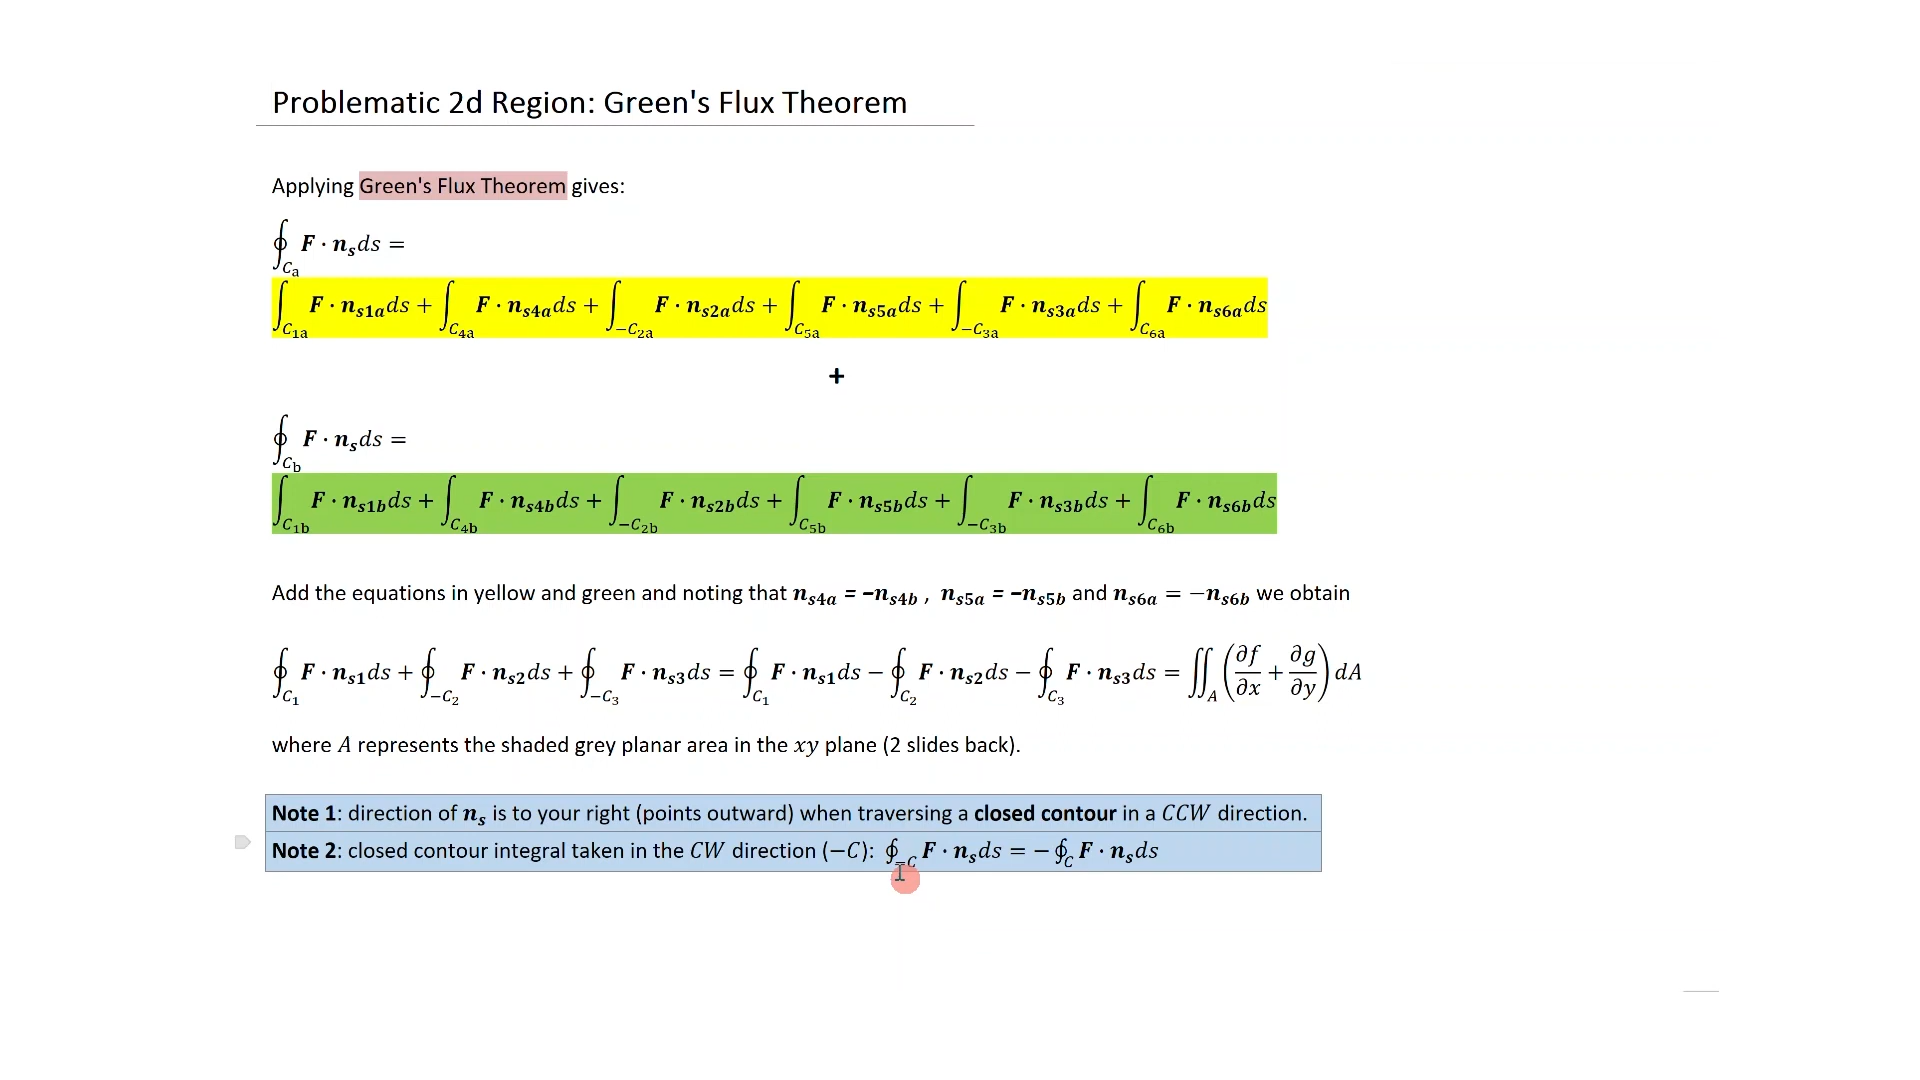 Problematic 2d Region: Green's Flux Theorem
Applying Green's Flux Theorem gives:
∮_{C_a} F · n_s ds =
∫_{C_{1a}} F · n_{s1a} ds + ∫_{C_{4a}} F · n_{s4a} ds + ∫_{−C_{2a}} F · n_{s2a} ds + ∫_{C_{5a}} F · n_{s5a} ds + ∫_{−C_{3a}} F · n_{s3a} ds + ∫_{C_{6a}} F · n_{s6a} ds
+
∮_{C_b} F · n_s ds =
∫_{C_{1b}} F · n_{s1b} ds + ∫_{C_{4b}} F · n_{s4b} ds + ∫_{−C_{2b}} F · n_{s2b} ds + ∫_{C_{5b}} F · n_{s5b} ds + ∫_{−C_{3b}} F · n_{s3b} ds + ∫_{C_{6b}} F · n_{s6b} ds
Add the equations in yellow and green and noting that n_{s4a} = −n_{s4b} , n_{s5a} = −n_{s5b} and n_{s6a} = −n_{s6b} we obtain
∮_{C_1} F · n_{s1} ds + ∮_{−C_2} F · n_{s2} ds + ∮_{−C_3} F · n_{s3} ds = ∮_{C_1} F · n_{s1} ds − ∮_{C_2} F · n_{s2} ds − ∮_{C_3} F · n_{s3} ds = ∬_A (∂f/∂x + ∂g/∂y) dA
where A represents the shaded grey planar area in the xy plane (2 slides back).
Note 1: direction of n_s is to your right (points outward) when traversing a closed contour in a CCW direction.
Note 2: closed contour integral taken in the CW direction (−C): ∮_{−C} F · n_s ds = − ∮_C F · n_s ds